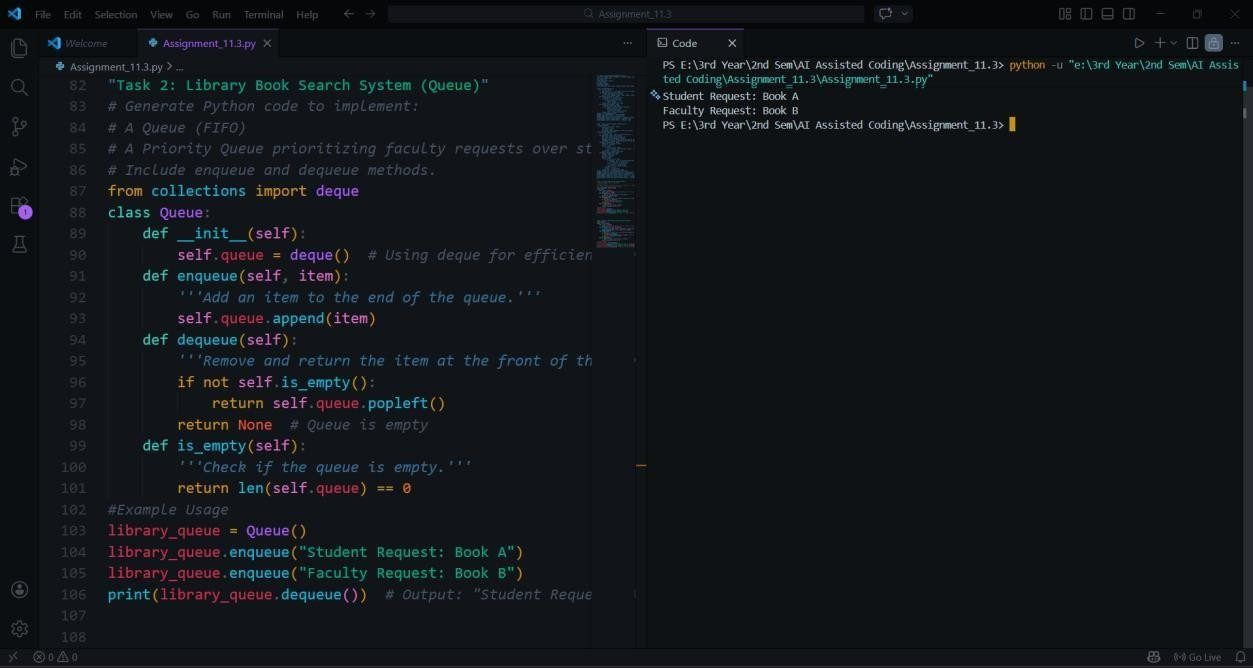 File Edit Selection View Go Run Terminal Help
Assignment_11.3
Welcome
Assignment_11.3.py
Assignment_11.3.py > ...
82 "Task 2: Library Book Search System (Queue)"
83 # Generate Python code to implement:
84 # A Queue (FIFO)
85 # A Priority Queue prioritizing faculty requests over st
86 # Include enqueue and dequeue methods.
87 from collections import deque
88 class Queue:
89 def __init__(self):
90 self.queue = deque() # Using deque for efficien
91 def enqueue(self, item):
92 '''Add an item to the end of the queue.'''
93 self.queue.append(item)
94 def dequeue(self):
95 '''Remove and return the item at the front of th
96 if not self.is_empty():
97 return self.queue.popleft()
98 return None # Queue is empty
99 def is_empty(self):
100 '''Check if the queue is empty.'''
101 return len(self.queue) == 0
102 #Example Usage
103 library_queue = Queue()
104 library_queue.enqueue("Student Request: Book A")
105 library_queue.enqueue("Faculty Request: Book B")
106 print(library_queue.dequeue()) # Output: "Student Reque
107
108
Code
PS E:\3rd Year\2nd Sem\AI Assisted Coding\Assignment_11.3> python -u "e:\3rd Year\2nd Sem\AI Assis
ted Coding\Assignment_11.3\Assignment_11.3.py"
Student Request: Book A
Faculty Request: Book B
PS E:\3rd Year\2nd Sem\AI Assisted Coding\Assignment_11.3>
1
0 0
Go Live